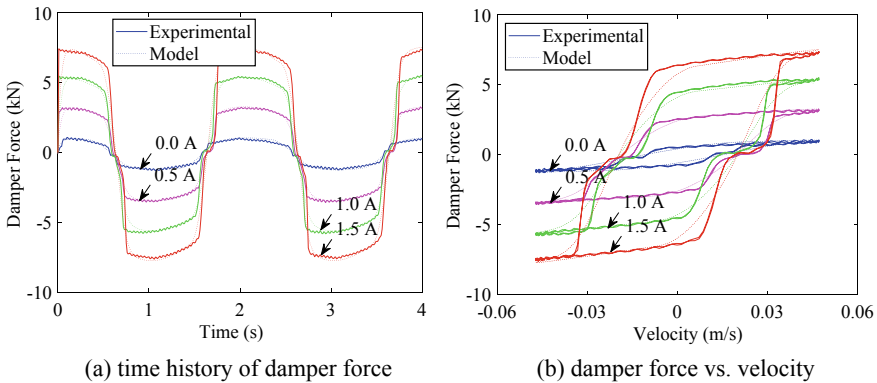 10
5
0
-5
-10
Damper Force (kN)
Experimental
Model
0.0 A
0.5 A
1.0 A
1.5 A
0
1
2
3
4
Time (s)
(a) time history of damper force
10
5
0
-5
-10
Damper Force (kN)
Experimental
Model
0.0 A
0.5 A
1.0 A
1.5 A
-0.06
-0.03
0
0.03
0.06
Velocity (m/s)
(b) damper force vs. velocity